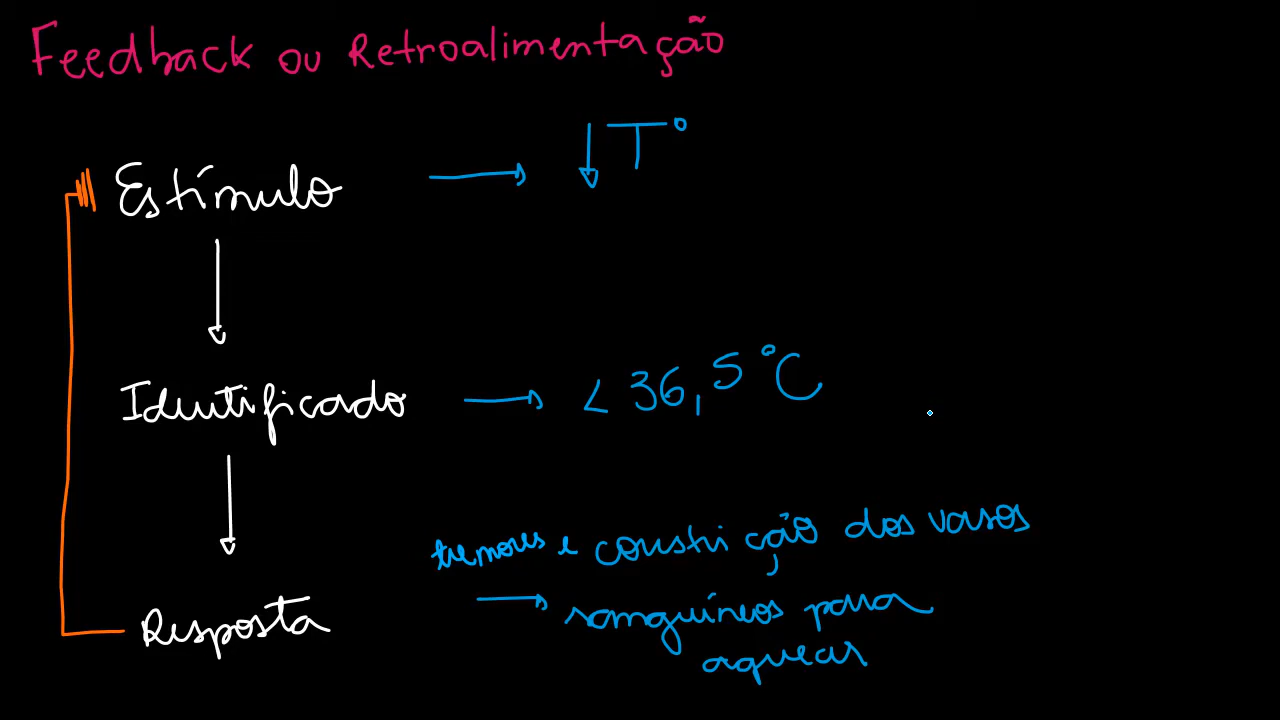 Feedback ou Retroalimentação
Estímulo → ↓ T°
Identificado → < 36,5 °C
tremores e constrição dos vasos
Resposta → sanguíneos para
aquecer